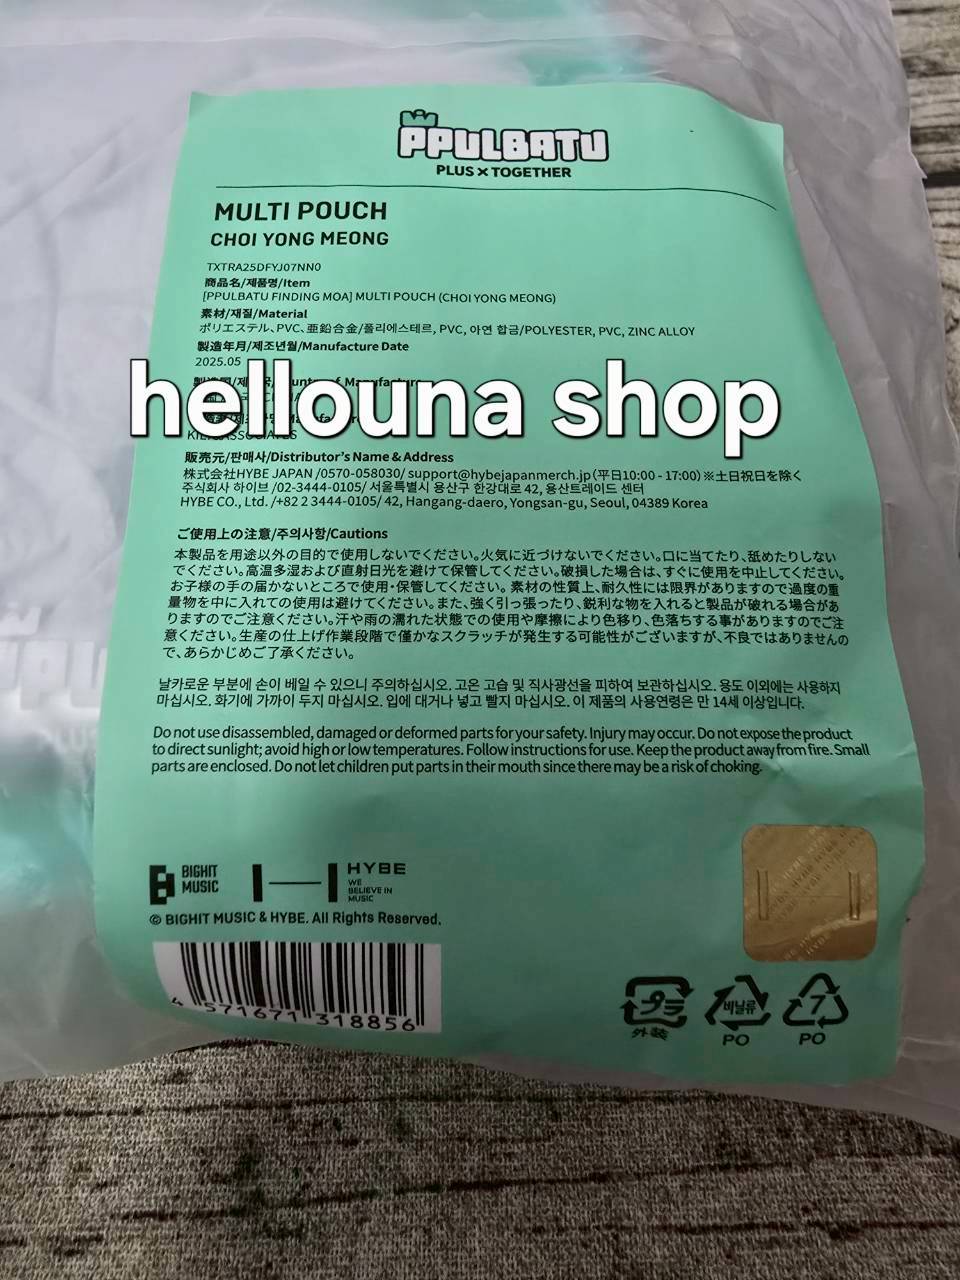 PPULBATU
PLUS X TOGETHER
MULTI POUCH
CHOI YONG MEONG
TXTRA25DFYJ07NN0
商品名/제품명/Item
[PPULBATU FINDING MOA] MULTI POUCH (CHOI YONG MEONG)
素材/재질/Material
ポリエステル、PVC、亜鉛合金/폴리에스테르, PVC, 아연 합금/POLYESTER, PVC, ZINC ALLOY
製造年月/제조년월/Manufacture Date
2025.05
hellouna shop
販売元/판매사/Distributor's Name & Address
株式会社HYBE JAPAN /0570-058030/ support@hybejapanmerch.jp (平日10:00 - 17:00) ※土日祝日を除く
주식회사 하이브 /02-3444-0105/ 서울특별시 용산구 한강대로 42, 용산트레이드 센터
HYBE CO., Ltd. /+82 2 3444-0105/ 42, Hangang-daero, Yongsan-gu, Seoul, 04389 Korea
ご使用上の注意/주의사항/Cautions
本製品を用途以外の目的で使用しないでください。火気に近づけないでください。口に当てたり、舐めたりしない
でください。高温多湿および直射日光を避けて保管してください。破損した場合は、すぐに使用を中止してください。
お子様の手の届かないところで使用・保管してください。素材の性質上、耐久性には限界がありますので過度の重
量物を中に入れての使用は避けてください。また、強く引っ張ったり、鋭利な物を入れると製品が破れる場合があ
りますのでご注意ください。汗や雨の濡れた状態での使用や摩擦により色移り、色落ちする事がありますのでご注
意ください。生産の仕上げ作業段階で僅かなスクラッチが発生する可能性がございますが、不良ではありませんの
で、あらかじめご了承ください。
날카로운 부분에 손이 베일 수 있으니 주의하십시오. 고온 고습 및 직사광선을 피하여 보관하십시오. 용도 이외에는 사용하지
마십시오. 화기에 가까이 두지 마십시오. 입에 대거나 넣고 빨지 마십시오. 이 제품의 사용연령은 만 14세 이상입니다.
Do not use disassembled, damaged or deformed parts for your safety. Injury may occur. Do not expose the product
to direct sunlight; avoid high or low temperatures. Follow instructions for use. Keep the product away from fire. Small
parts are enclosed. Do not let children put parts in their mouth since there may be a risk of choking.
BIGHIT
MUSIC
HYBE
WE
BELIEVE IN
MUSIC
© BIGHIT MUSIC & HYBE. All Rights Reserved.
4 571671 318856
プラ
外装
비닐류
PO
7
PO